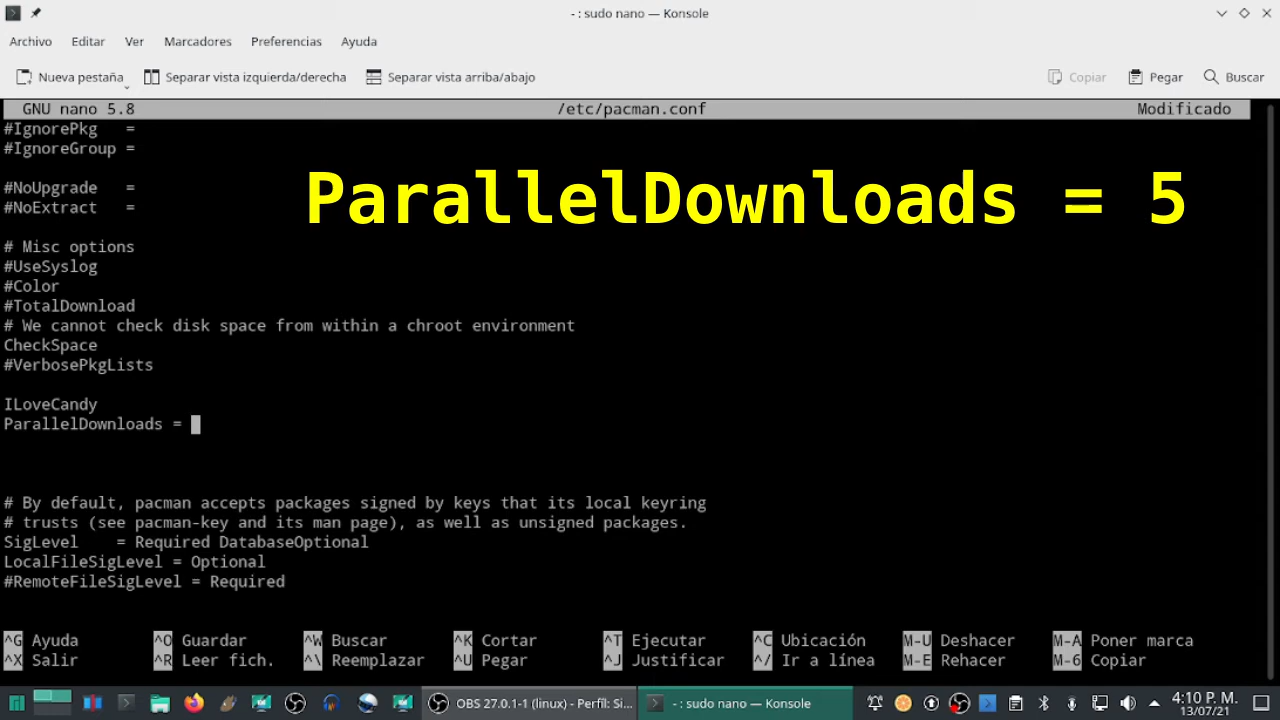 - : sudo nano — Konsole
Archivo Editar Ver Marcadores Preferencias Ayuda
Nueva pestaña Separar vista izquierda/derecha Separar vista arriba/abajo Copiar Pegar Buscar
GNU nano 5.8 /etc/pacman.conf Modificado
#IgnorePkg   =
#IgnoreGroup =
#NoUpgrade   =
#NoExtract   =
ParallelDownloads = 5
# Misc options
#UseSyslog
#Color
#TotalDownload
# We cannot check disk space from within a chroot environment
CheckSpace
#VerbosePkgLists
ILoveCandy
ParallelDownloads =
# By default, pacman accepts packages signed by keys that its local keyring
# trusts (see pacman-key and its man page), as well as unsigned packages.
SigLevel    = Required DatabaseOptional
LocalFileSigLevel = Optional
#RemoteFileSigLevel = Required
^G Ayuda ^O Guardar ^W Buscar ^K Cortar ^T Ejecutar ^C Ubicación M-U Deshacer M-A Poner marca
^X Salir ^R Leer fich. ^\ Reemplazar ^U Pegar ^J Justificar ^/ Ir a línea M-E Rehacer M-6 Copiar
OBS 27.0.1-1 (linux) - Perfil: Si... - : sudo nano — Konsole 4:10 P. M.
13/07/21